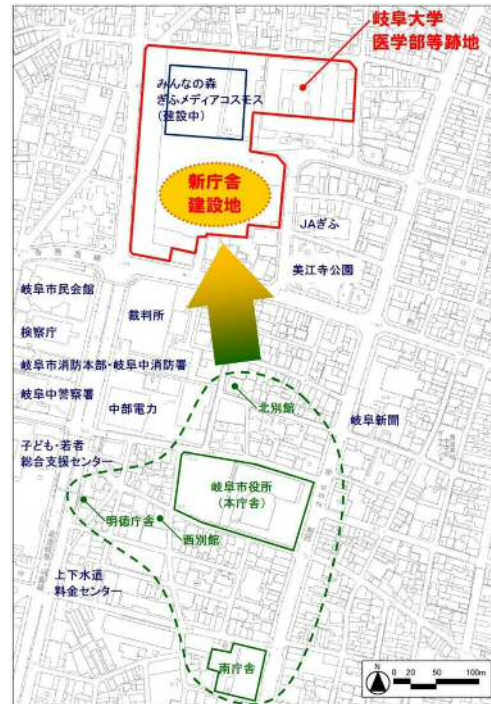 岐阜大学
医学部等跡地
みんなの森
ぎふメディアコスモス
（建設中）
新庁舎
建設地
JAぎふ
美江寺公園
岐阜市民会館
裁判所
検察庁
岐阜市消防本部・岐阜中消防署
岐阜中警察署
中部電力
北別館
岐阜新聞
子ども・若者
総合支援センター
岐阜市役所
（本庁舎）
明徳庁舎
西別館
上下水道
料金センター
南庁舎
N
0 20 50 100m